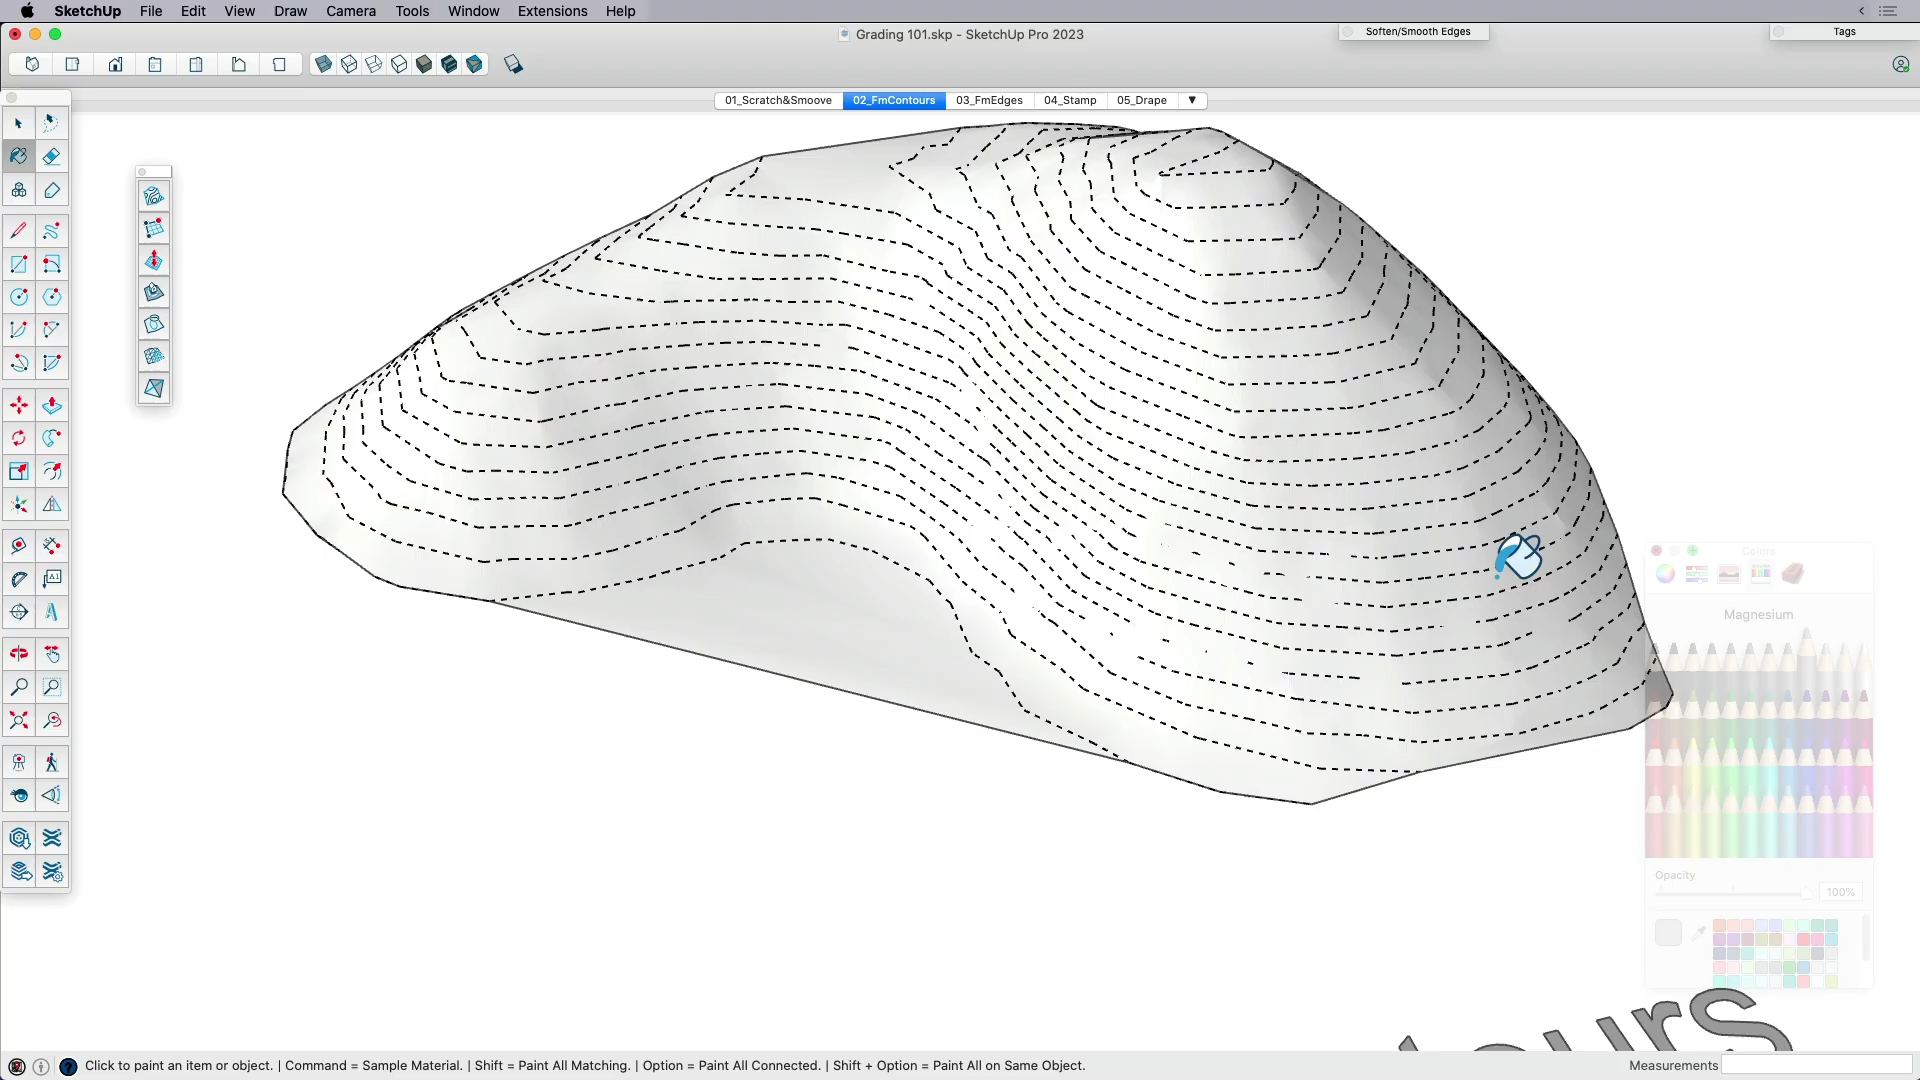 SketchUp File Edit View Draw Camera Tools Window Extensions Help
Grading 101.skp - SketchUp Pro 2023
Soften/Smooth Edges
Tags
01_Scratch&Smoove 02_FmContours 03_FmEdges 04_Stamp 05_Drape
A1
Colors
Magnesium
Opacity
100%
ours
Click to paint an item or object. | Command = Sample Material. | Shift = Paint All Matching. | Option = Paint All Connected. | Shift + Option = Paint All on Same Object.
Measurements